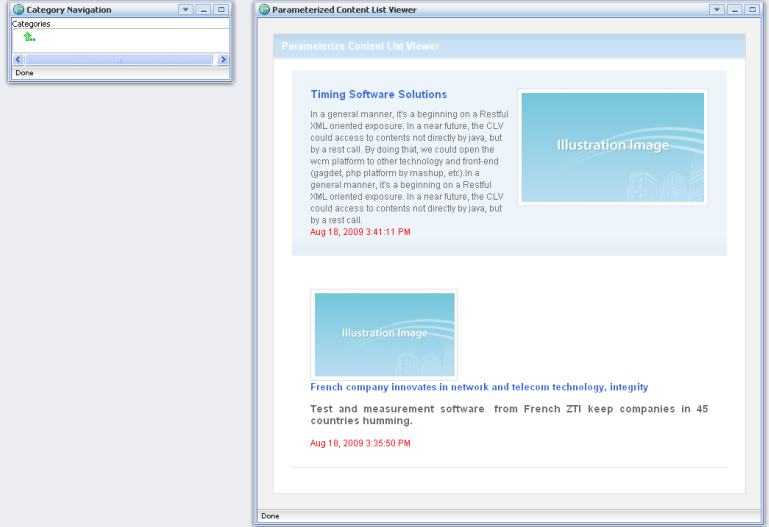 Category Navigation
Categories
Done
Parameterized Content List Viewer
Parameterize Content List Viewer
Timing Software Solutions
In a general manner, it's a beginning on a Restful
XML oriented exposure. In a near future, the CLV
could access to contents not directly by java, but
by a rest call. By doing that, we could open the
wcm platform to other technology and front-end
(gagdet, php platform by mashup, etc).In a
general manner, it's a beginning on a Restful
XML oriented exposure. In a near future, the CLV
could access to contents not directly by java, but
by a rest call.
Aug 18, 2009 3:41:11 PM
Illustration Image
Illustration Image
French company innovates in network and telecom technology, integrity
Test and measurement software from French ZTI keep companies in 45
countries humming.
Aug 18, 2009 3:35:50 PM
Done